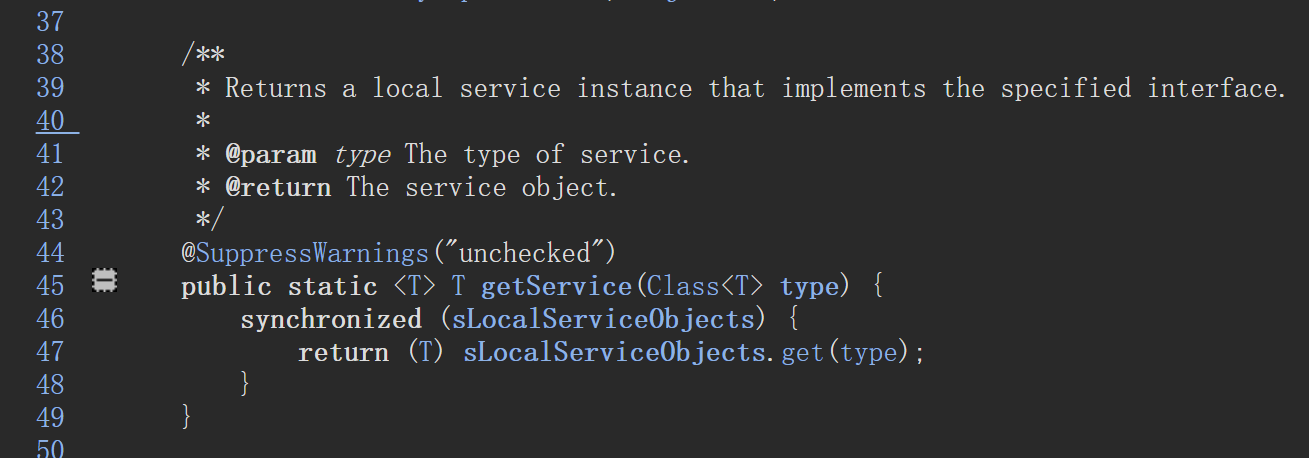 37
38 /**
39 * Returns a local service instance that implements the specified interface.
40 *
41 * @param type The type of service.
42 * @return The service object.
43 */
44 @SuppressWarnings("unchecked")
45 public static <T> T getService(Class<T> type) {
46 synchronized (sLocalServiceObjects) {
47 return (T) sLocalServiceObjects.get(type);
48 }
49 }
50